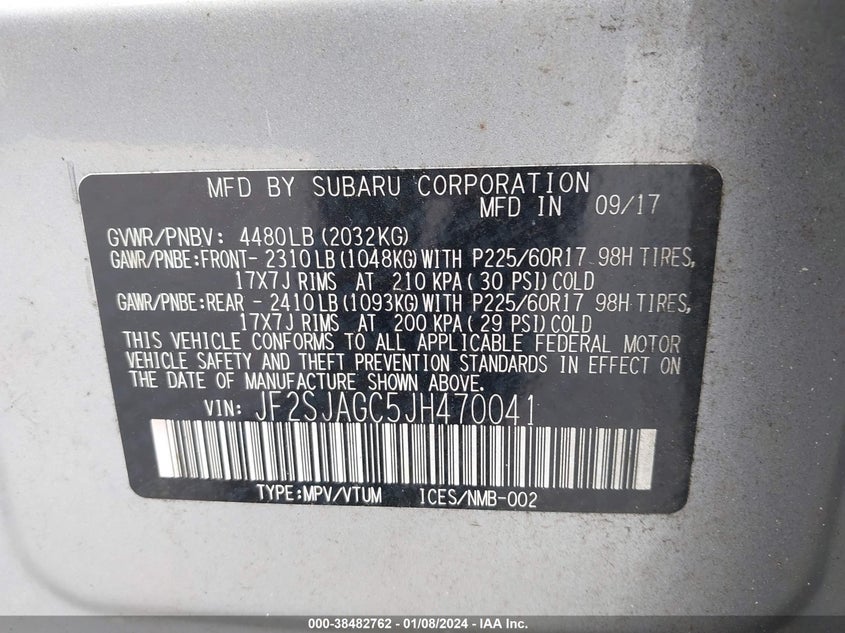 MFD BY SUBARU CORPORATION
MFD IN 09/17
GVWR/PNBV: 4480LB(2032KG)
GAWR/PNBE:FRONT- 2310LB(1048KG)WITH P225/60R17 98H TIRES,
17X7J RIMS AT 210 KPA(30 PSI)COLD
GAWR/PNBE:REAR - 2410LB(1093KG)WITH P225/60R17 98H TIRES,
17X7J RIMS AT 200 KPA(29 PSI)COLD
THIS VEHICLE CONFORMS TO ALL APPLICABLE FEDERAL MOTOR
VEHICLE SAFETY AND THEFT PREVENTION STANDARDS IN EFFECT ON
THE DATE OF MANUFACTURE SHOWN ABOVE.
VIN: JF2SJAGC5JH470041
TYPE:MPV/VTUM ICES/NMB-002
000-38482762 - 01/08/2024 - IAA Inc.